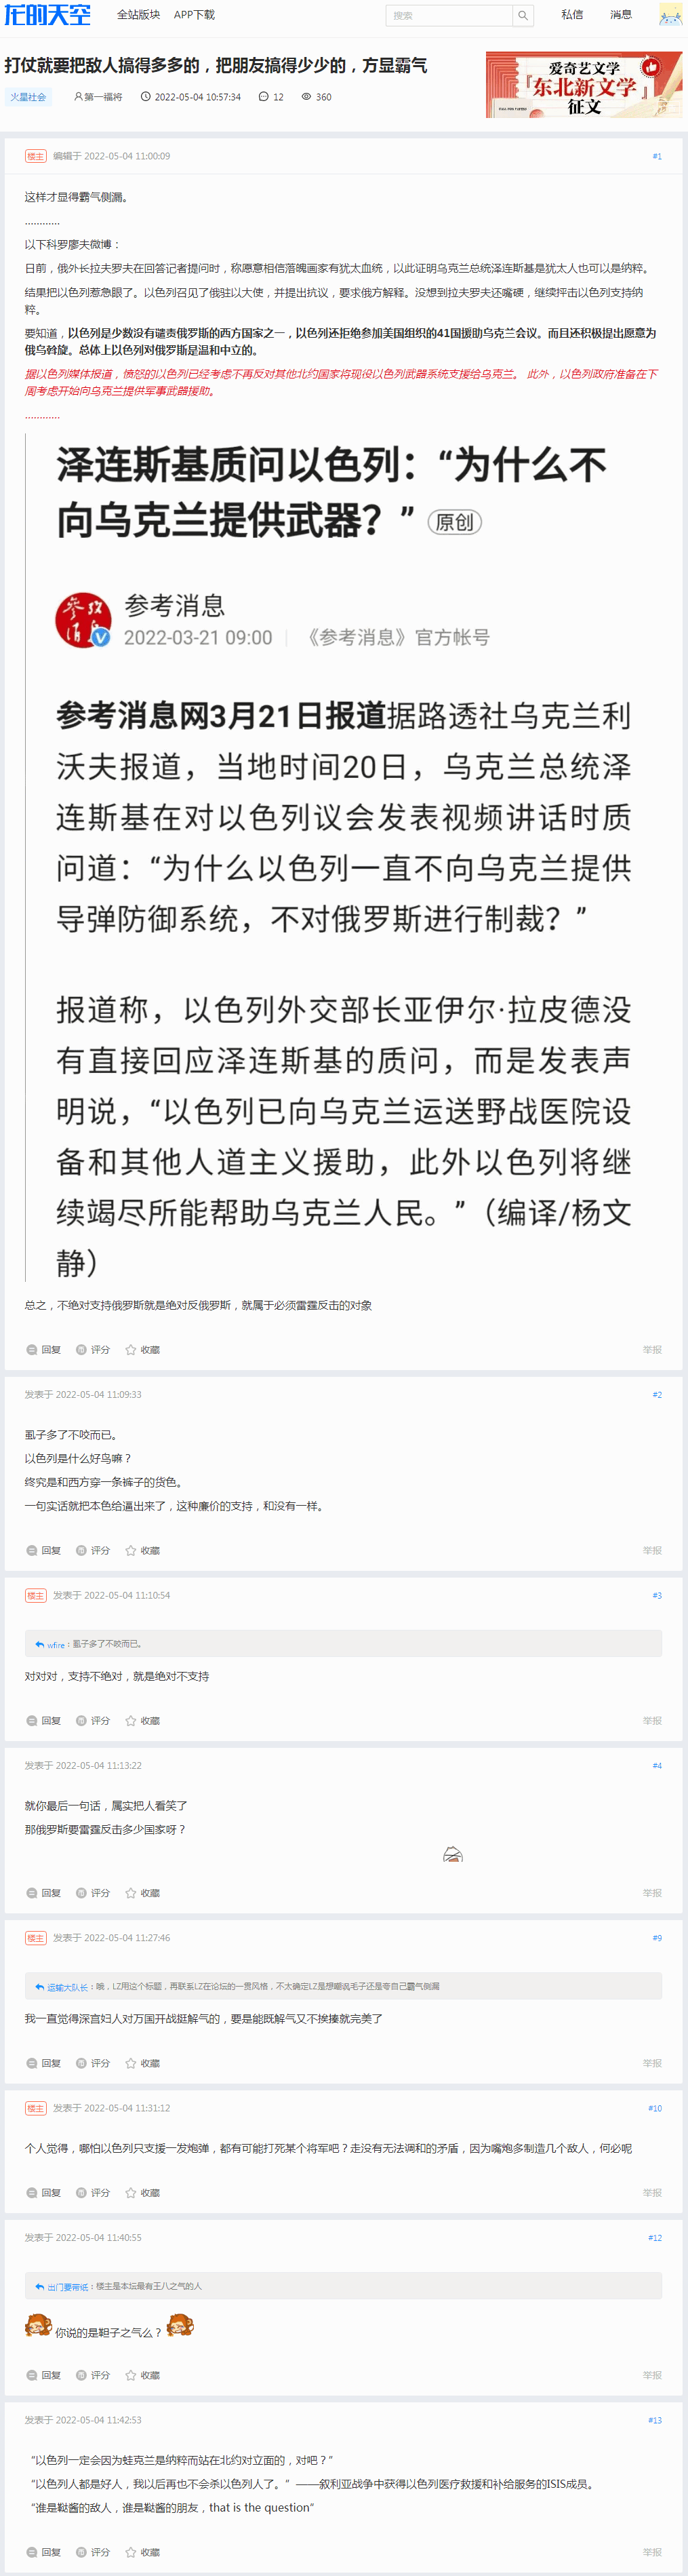 龙的天空 全站版块 APP下载 搜索 私信 消息
打仗就要把敌人搞得多多的，把朋友搞得少少的，方显霸气
火星社会 第一福将 2022-05-04 10:57:34 12 360
爱奇艺文学
『东北新文学』
征文
楼主 编辑于 2022-05-04 11:00:09 #1
这样才显得霸气侧漏。
............
以下科罗廖夫微博：
日前，俄外长拉夫罗夫在回答记者提问时，称愿意相信落魄画家有犹太血统，以此证明乌克兰总统泽连斯基是犹太人也可以是纳粹。
结果把以色列惹急眼了。以色列召见了俄驻以大使，并提出抗议，要求俄方解释。没想到拉夫罗夫还嘴硬，继续抨击以色列支持纳
粹。
要知道，以色列是少数没有谴责俄罗斯的西方国家之一，以色列还拒绝参加美国组织的41国援助乌克兰会议。而且还积极提出愿意为
俄乌斡旋。总体上以色列对俄罗斯是温和中立的。
据以色列媒体报道，愤怒的以色列已经考虑不再反对其他北约国家将现役以色列武器系统支援给乌克兰。 此外，以色列政府准备在下
周考虑开始向乌克兰提供军事武器援助。
............
泽连斯基质问以色列：“为什么不
向乌克兰提供武器？” 原创
参考消息
2022-03-21 09:00 《参考消息》官方帐号
参考消息网3月21日报道据路透社乌克兰利
沃夫报道，当地时间20日，乌克兰总统泽
连斯基在对以色列议会发表视频讲话时质
问道：“为什么以色列一直不向乌克兰提供
导弹防御系统，不对俄罗斯进行制裁？”
报道称，以色列外交部长亚伊尔·拉皮德没
有直接回应泽连斯基的质问，而是发表声
明说，“以色列已向乌克兰运送野战医院设
备和其他人道主义援助，此外以色列将继
续竭尽所能帮助乌克兰人民。”（编译/杨文
静）
总之，不绝对支持俄罗斯就是绝对反俄罗斯，就属于必须雷霆反击的对象
回复 评分 收藏 举报
发表于 2022-05-04 11:09:33 #2
虱子多了不咬而已。
以色列是什么好鸟嘛？
终究是和西方穿一条裤子的货色。
一句实话就把本色给逼出来了，这种廉价的支持，和没有一样。
回复 评分 收藏 举报
楼主 发表于 2022-05-04 11:10:54 #3
wfire：虱子多了不咬而已。
对对对，支持不绝对，就是绝对不支持
回复 评分 收藏 举报
发表于 2022-05-04 11:13:22 #4
就你最后一句话，属实把人看笑了
那俄罗斯要雷霆反击多少国家呀？
回复 评分 收藏 举报
楼主 发表于 2022-05-04 11:27:46 #9
运输大队长：咦，LZ用这个标题，再联系LZ在论坛的一贯风格，不太确定LZ是想嘲讽毛子还是夸自己霸气侧漏
我一直觉得深宫妇人对万国开战挺解气的，要是能既解气又不挨揍就完美了
回复 评分 收藏 举报
楼主 发表于 2022-05-04 11:31:12 #10
个人觉得，哪怕以色列只支援一发炮弹，都有可能打死某个将军吧？走没有无法调和的矛盾，因为嘴炮多制造几个敌人，何必呢
回复 评分 收藏 举报
发表于 2022-05-04 11:40:55 #12
出门要带纸：楼主是本坛最有王八之气的人
你说的是靼子之气么？
回复 评分 收藏 举报
发表于 2022-05-04 11:42:53 #13
“以色列一定会因为蛙克兰是纳粹而站在北约对立面的，对吧？”
“以色列人都是好人，我以后再也不会杀以色列人了。”——叙利亚战争中获得以色列医疗救援和补给服务的ISIS成员。
“谁是鞑酱的敌人，谁是鞑酱的朋友，that is the question”
回复 评分 收藏 举报